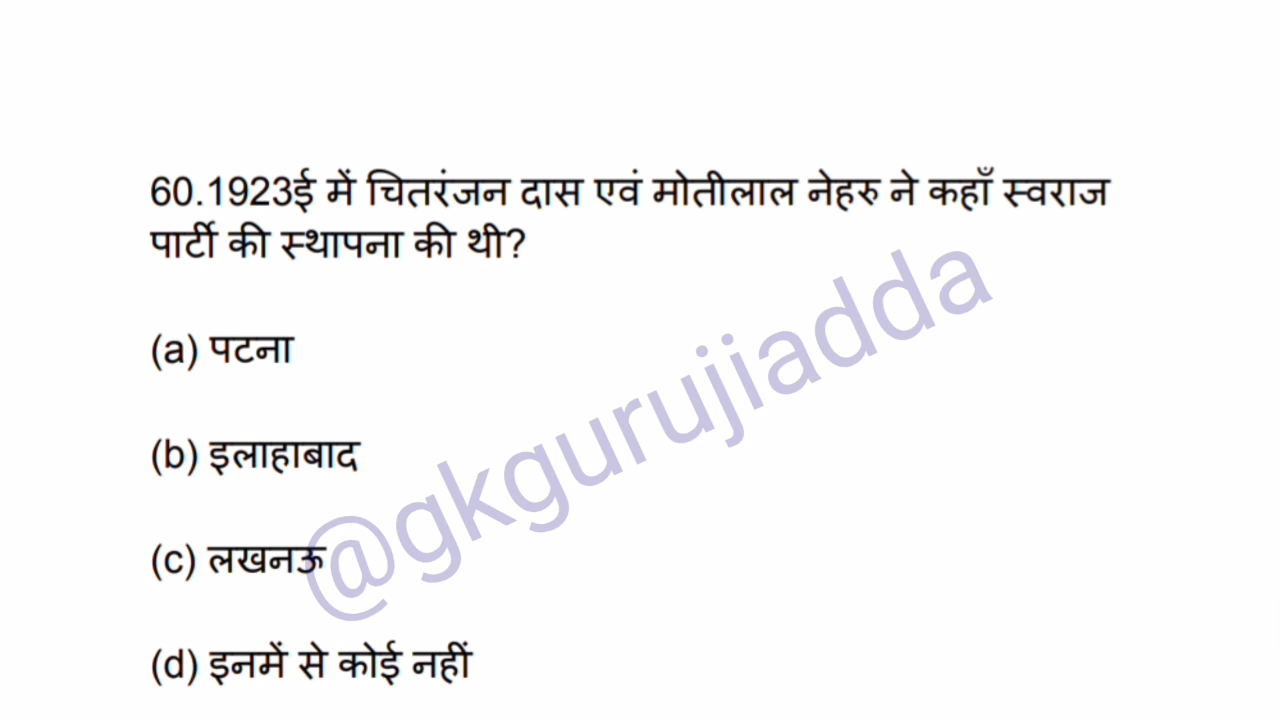 60.1923ई में चितरंजन दास एवं मोतीलाल नेहरु ने कहाँ स्वराज
पार्टी की स्थापना की थी?
(a) पटना
(b) इलाहाबाद
(c) लखनऊ
(d) इनमें से कोई नहीं
@gkgurujiadda